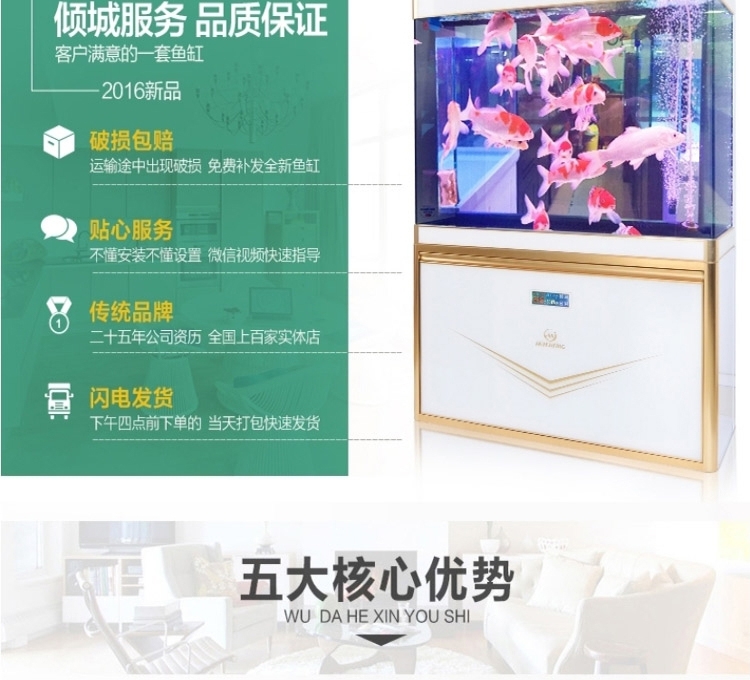 倾城服务 品质保证
客户满意的一套鱼缸
2016新品
破损包赔
运输途中出现破损 免费补发全新鱼缸
贴心服务
不懂安装不懂设置 微信视频快速指导
1
传统品牌
二十五年公司资历 全国上百家实体店
闪电发货
下午四点前下单的 当天打包快速发货
五大核心优势
WU DA HE XIN YOU SHI